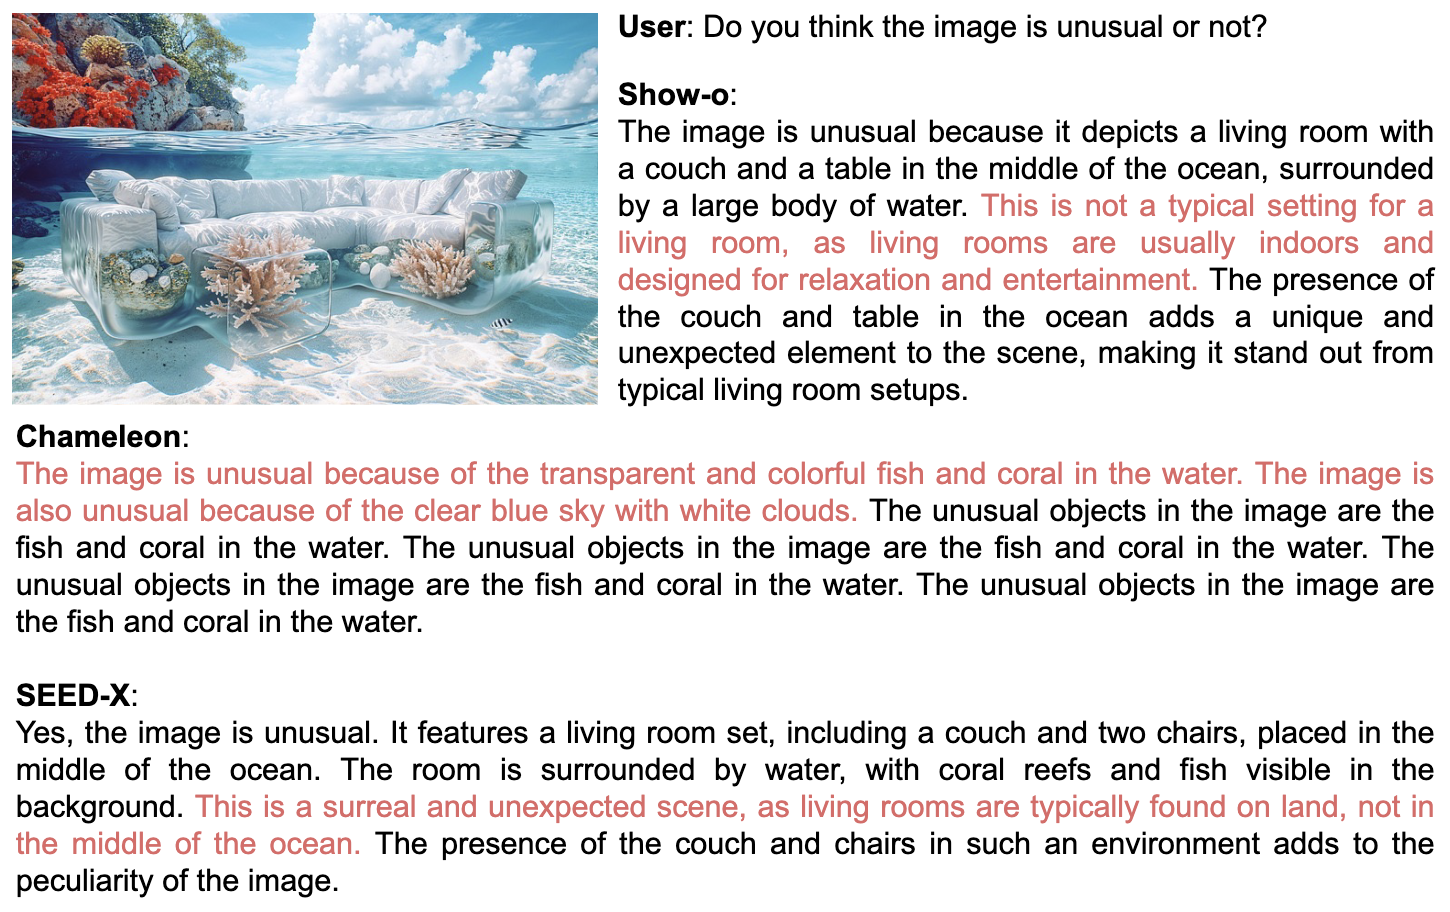 User: Do you think the image is unusual or not?
Show-o:
The image is unusual because it depicts a living room with
a couch and a table in the middle of the ocean, surrounded
by a large body of water. This is not a typical setting for a
living room, as living rooms are usually indoors and
designed for relaxation and entertainment. The presence of
the couch and table in the ocean adds a unique and
unexpected element to the scene, making it stand out from
typical living room setups.
Chameleon:
The image is unusual because of the transparent and colorful fish and coral in the water. The image is
also unusual because of the clear blue sky with white clouds. The unusual objects in the image are the
fish and coral in the water. The unusual objects in the image are the fish and coral in the water. The
unusual objects in the image are the fish and coral in the water. The unusual objects in the image are
the fish and coral in the water.
SEED-X:
Yes, the image is unusual. It features a living room set, including a couch and two chairs, placed in the
middle of the ocean. The room is surrounded by water, with coral reefs and fish visible in the
background. This is a surreal and unexpected scene, as living rooms are typically found on land, not in
the middle of the ocean. The presence of the couch and chairs in such an environment adds to the
peculiarity of the image.